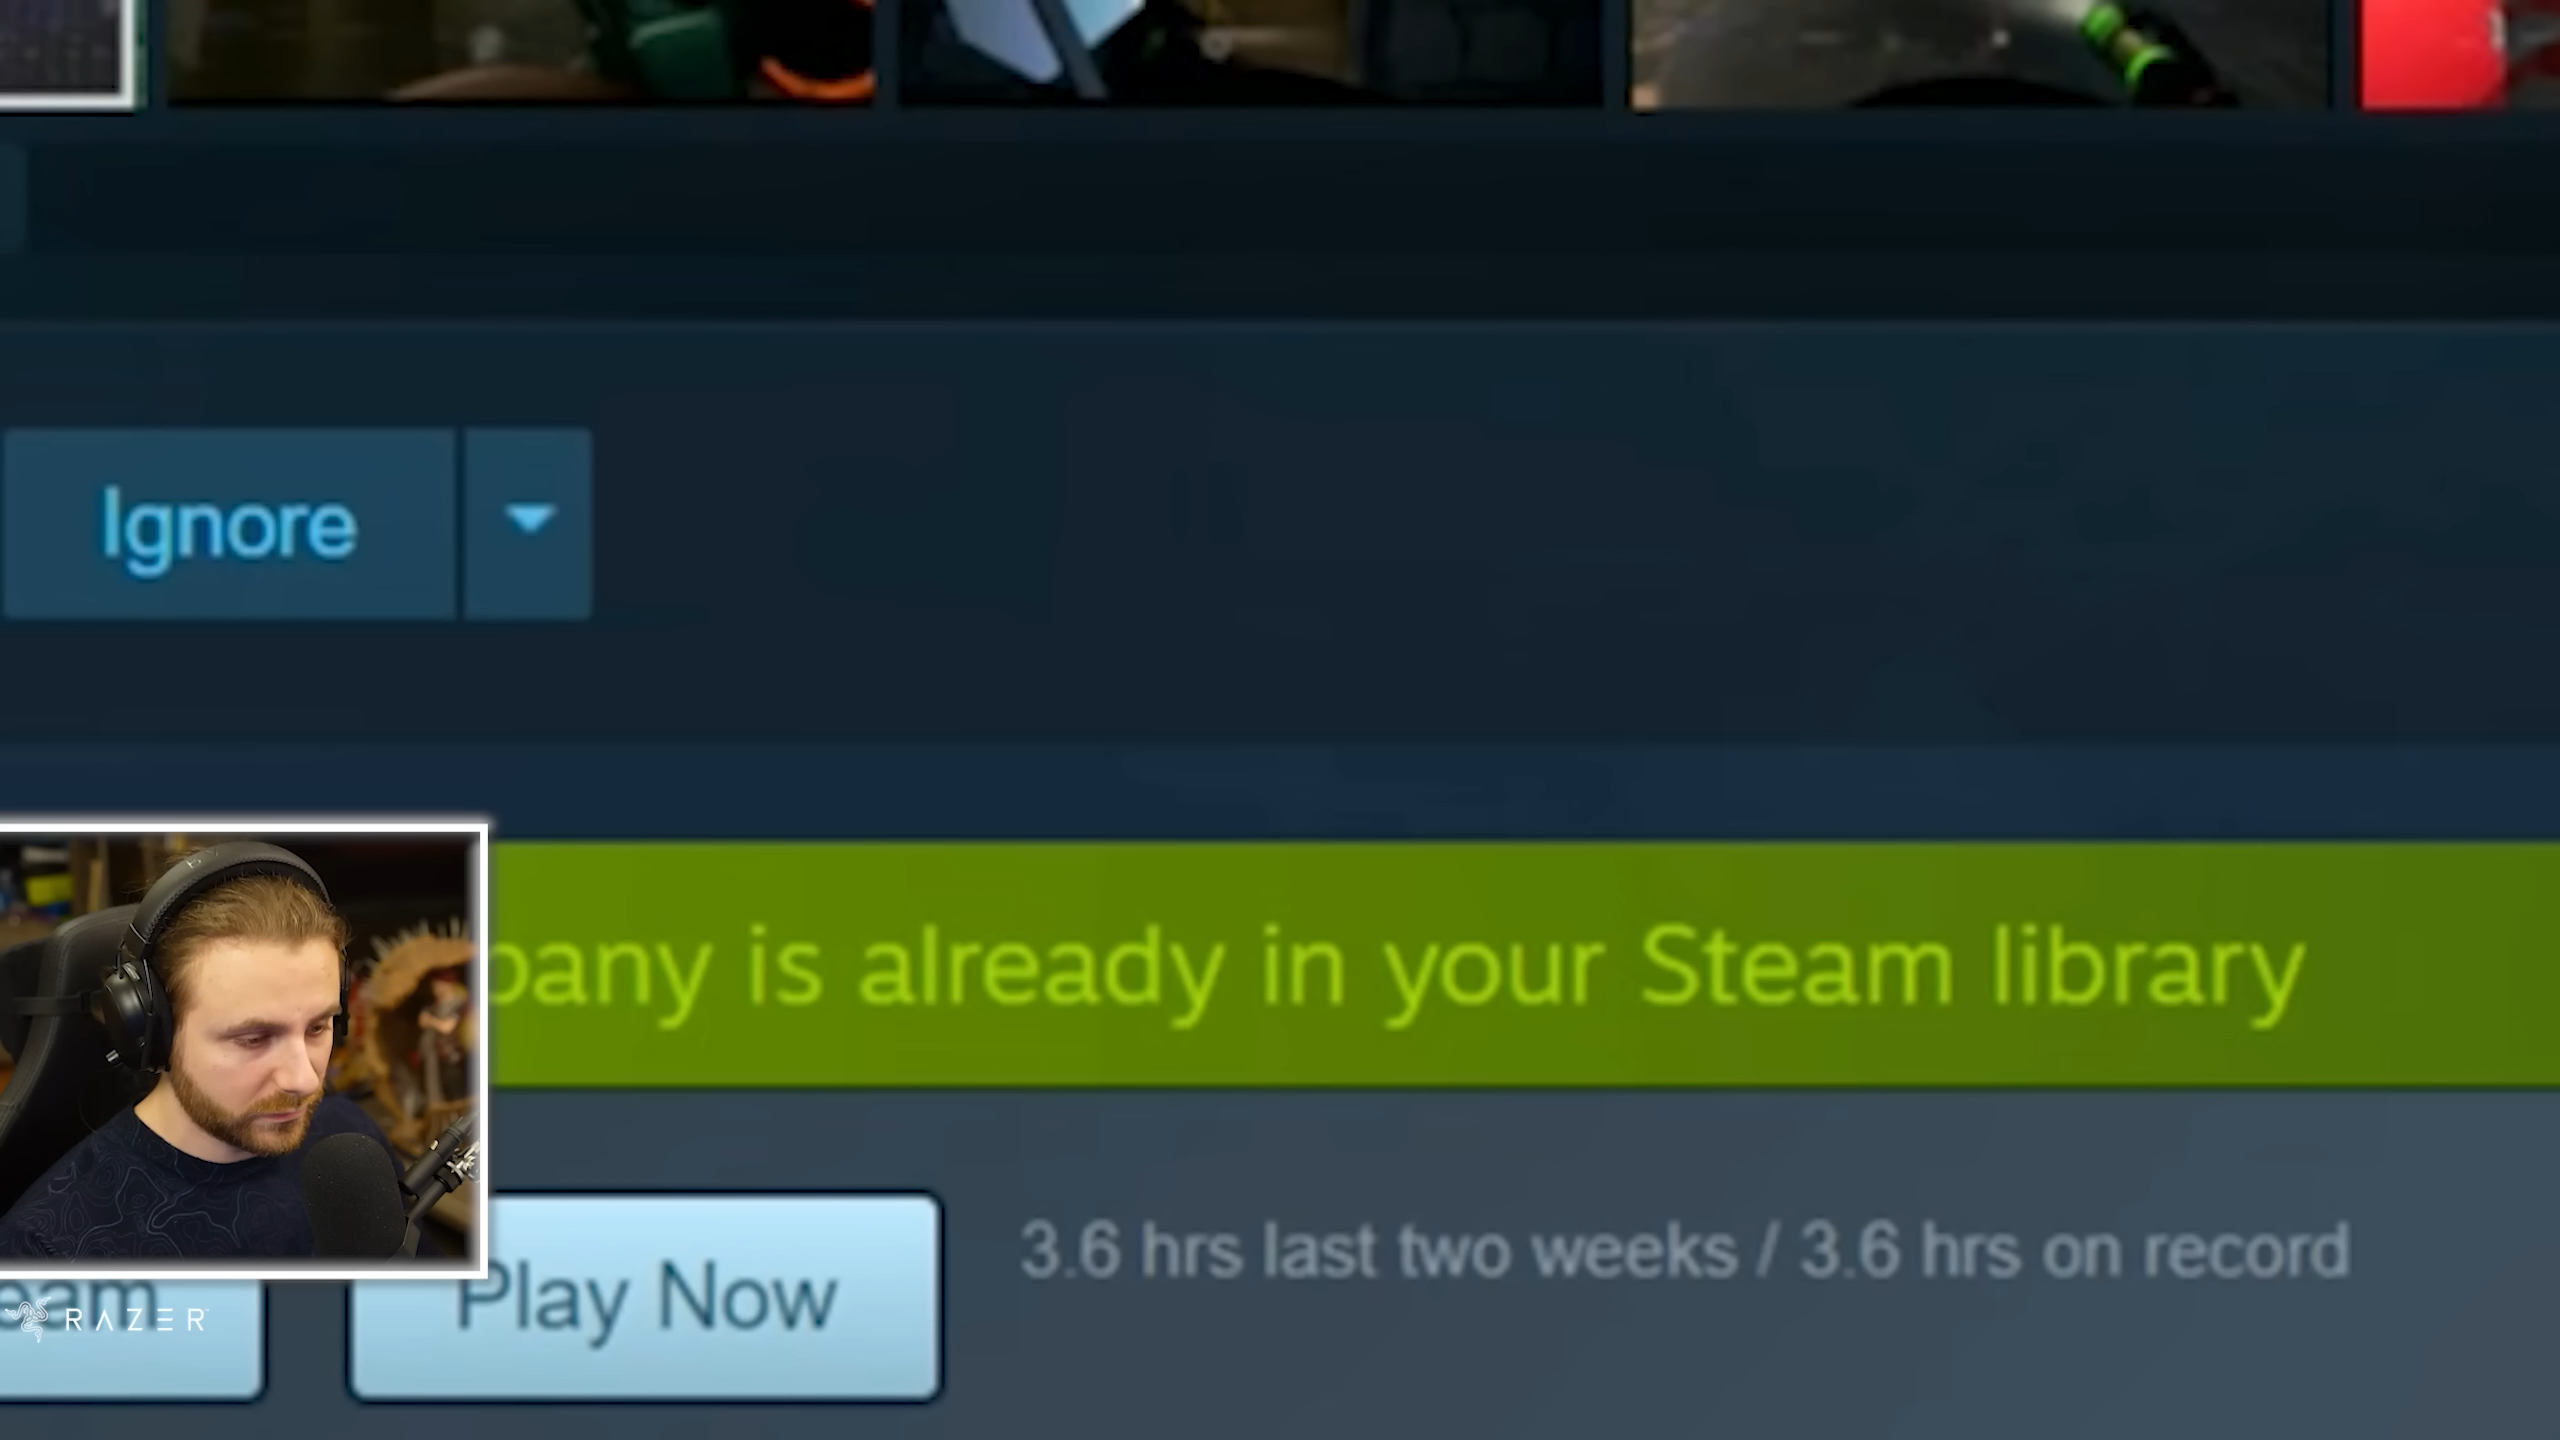 Ignore
pany is already in your Steam library
eam
Play Now
3.6 hrs last two weeks / 3.6 hrs on record
RAZER